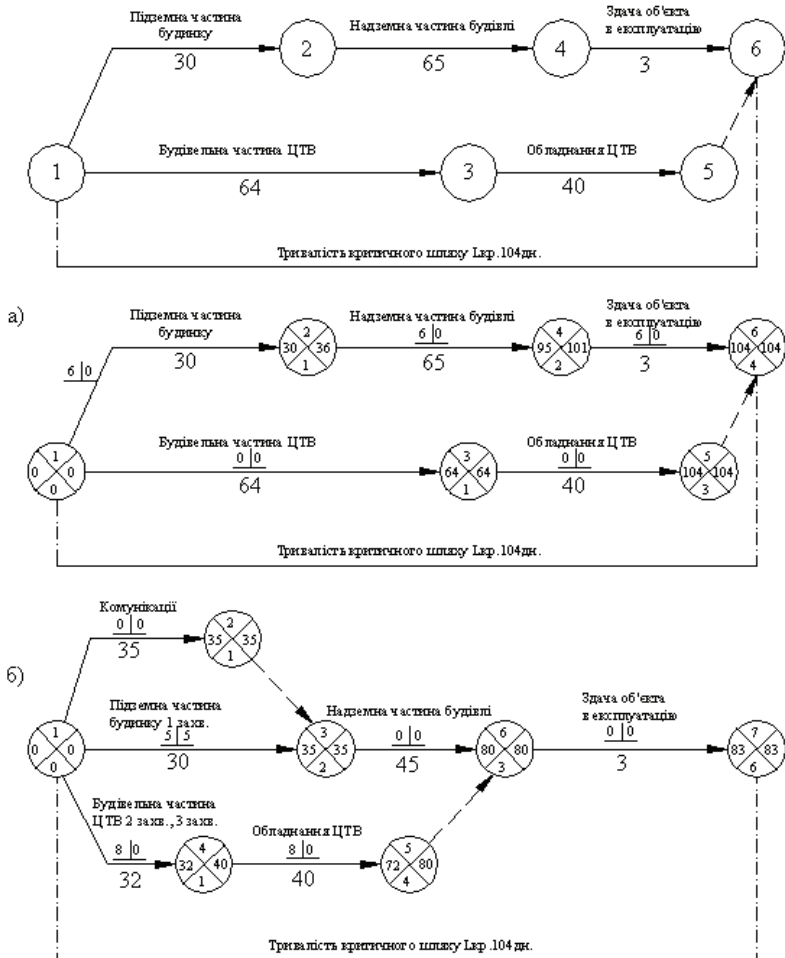 Підземна частина
будинку
30
2
Надземна частина будівлі
65
4
Здача об'єкта
в експлуатацію
3
6
1
Будівельна частина ЦТВ
64
3
Обладнання ЦТВ
40
5
Тривалість критичного шляху Lкр.104дн.
а)
Підземна частина
будинку
6 0
30
2
30 36
1
Надземна частина будівлі
6 0
65
4
95 101
2
Здача об'єкта
в експлуатацію
6 0
3
6
104 104
4
1
0 0
0
Будівельна частина ЦТВ
0 0
64
3
64 64
1
Обладнання ЦТВ
0 0
40
5
104 104
3
Тривалість критичного шляху Lкр.104дн.
б)
Комунікації
0 0
35
2
35 35
1
1
0 0
0
Підземна частина
будинку 1 захв.
5 5
30
3
35 35
2
Надземна частина будівлі
0 0
45
6
80 80
3
Здача об'єкта
в експлуатацію
0 0
3
7
83 83
6
Будівельна частина
ЦТВ 2 захв., 3 захв.
8 0
32
4
32 40
1
Обладнання ЦТВ
8 0
40
5
72 80
4
Тривалість критичного шляху Lкр.104дн.